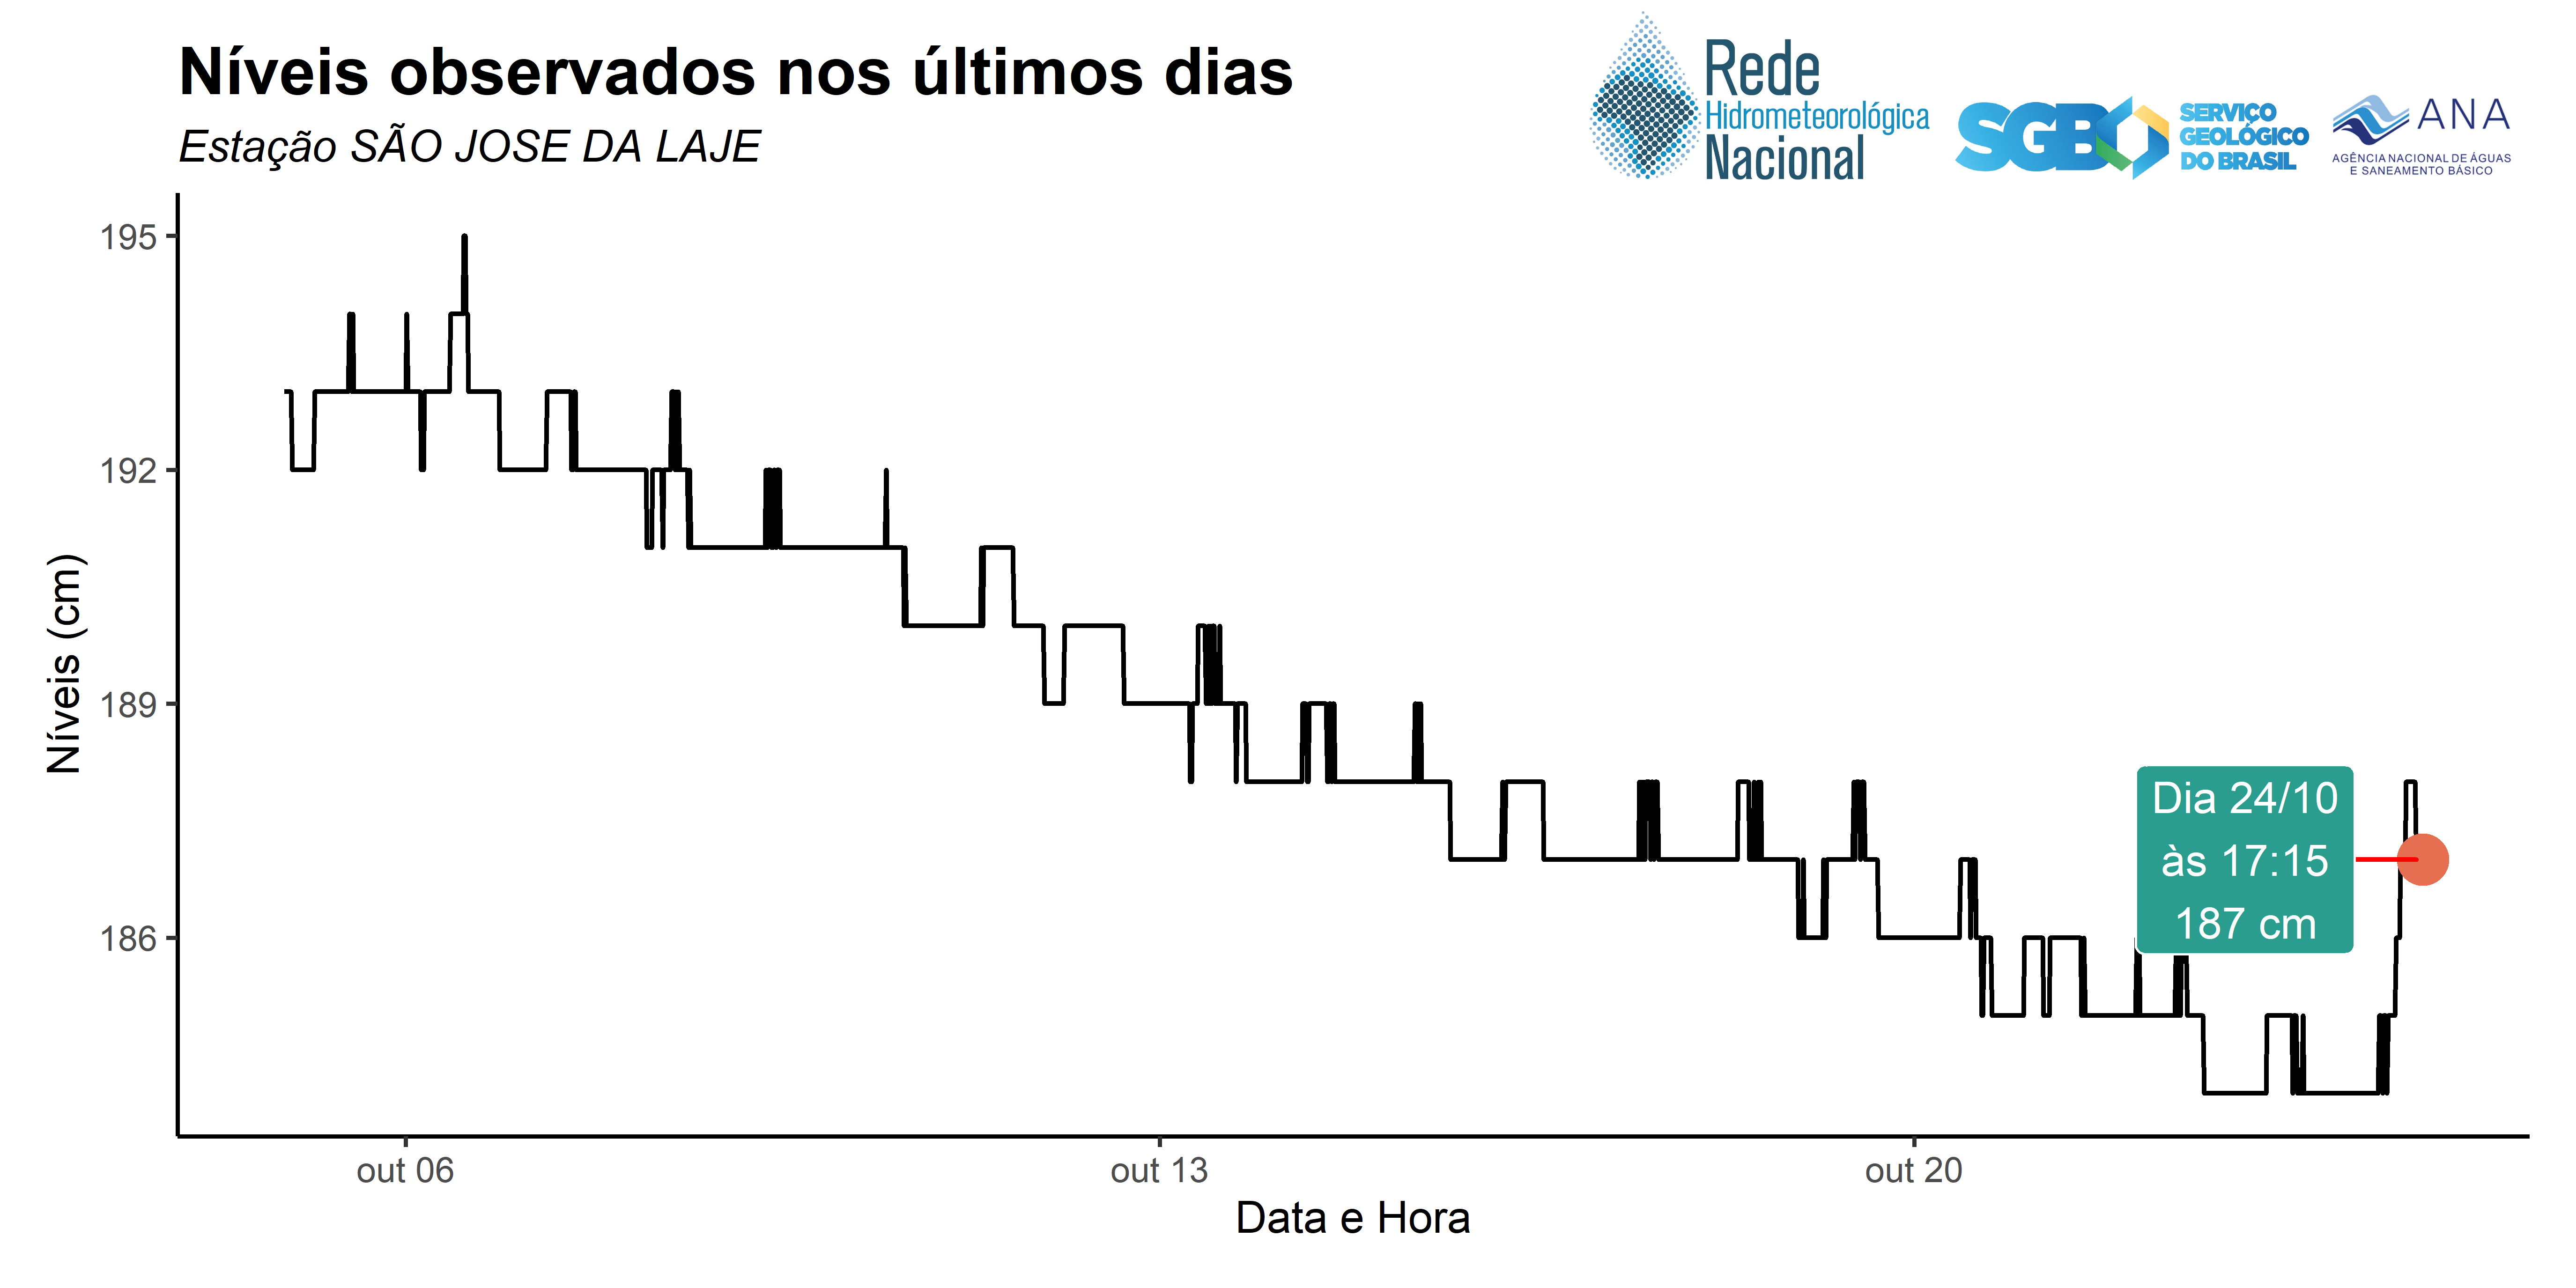 Níveis observados nos últimos dias
Estação SÃO JOSE DA LAJE
Rede
Hidrometeorológica
Nacional
SGB
SERVIÇO
GEOLÓGICO
DO BRASIL
ANA
AGÊNCIA NACIONAL DE ÁGUAS
E SANEAMENTO BÁSICO
Níveis (cm)
195
192
189
186
Dia 24/10
às 17:15
187 cm
out 06
out 13
out 20
Data e Hora